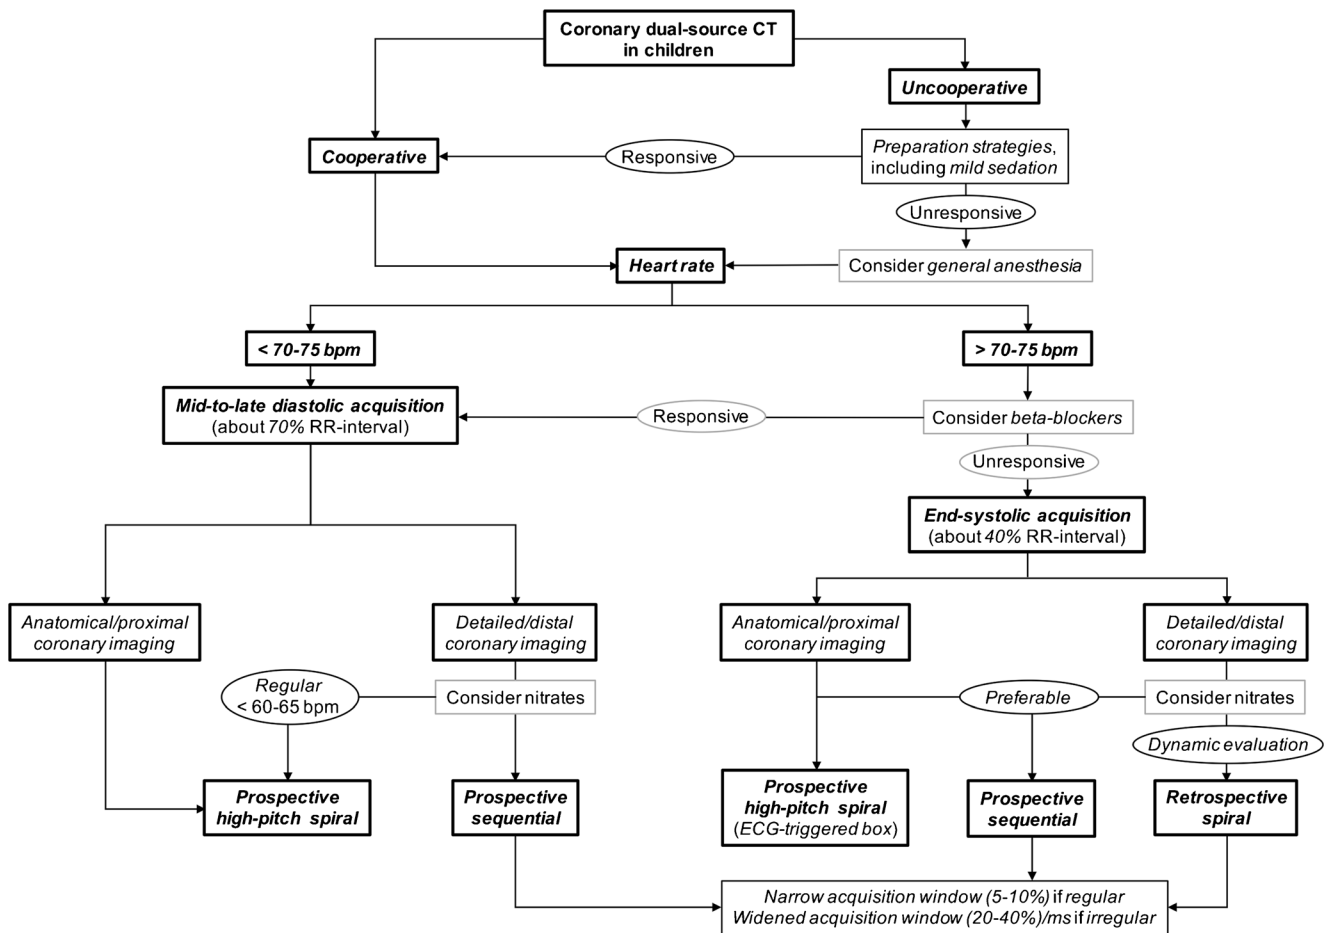 Coronary dual-source CT
in children
Uncooperative
Cooperative
Responsive
Preparation strategies,
including mild sedation
Unresponsive
Heart rate
Consider general anesthesia
< 70-75 bpm
> 70-75 bpm
Mid-to-late diastolic acquisition
(about 70% RR-interval)
Responsive
Consider beta-blockers
Unresponsive
End-systolic acquisition
(about 40% RR-interval)
Anatomical/proximal
coronary imaging
Detailed/distal
coronary imaging
Anatomical/proximal
coronary imaging
Detailed/distal
coronary imaging
Regular
< 60-65 bpm
Consider nitrates
Preferable
Consider nitrates
Dynamic evaluation
Prospective
high-pitch spiral
Prospective
sequential
Prospective
high-pitch spiral
(ECG-triggered box)
Prospective
sequential
Retrospective
spiral
Narrow acquisition window (5-10%) if regular
Widened acquisition window (20-40%)/ms if irregular